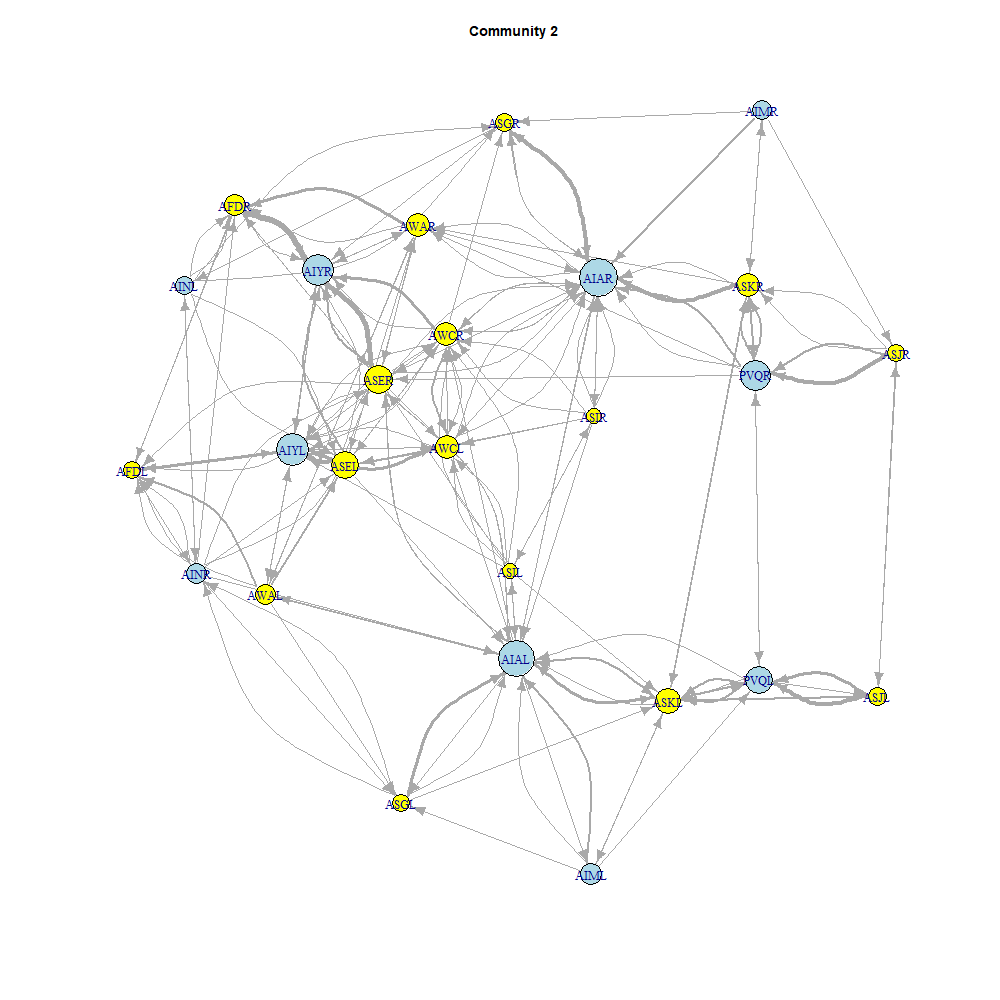 Community 2
AIMR
ASGR
AFDR
AWAR
AIYR
AIAR
AINL
ASKR
AWCR
ASJR
PVQR
ASER
ASIR
AWCL
AIYL
ASEL
AFDL
ASIL
AINR
AWAL
AIAL
PVQL
ASJL
ASKL
ASGL
AIML